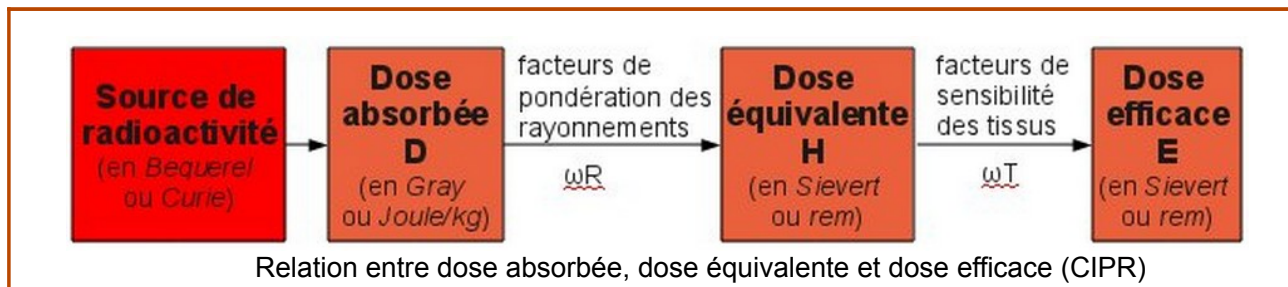 Source de
radioactivité
(en Bequerel
ou Curie)
Dose
absorbée
D
(en Gray
ou Joule/kg)
facteurs de
pondération des
rayonnements
ωR
Dose
équivalente
H
(en Sievert
ou rem)
facteurs de
sensibilité
des tissus
ωT
Dose
efficace
E
(en Sievert
ou rem)
Relation entre dose absorbée, dose équivalente et dose efficace (CIPR)